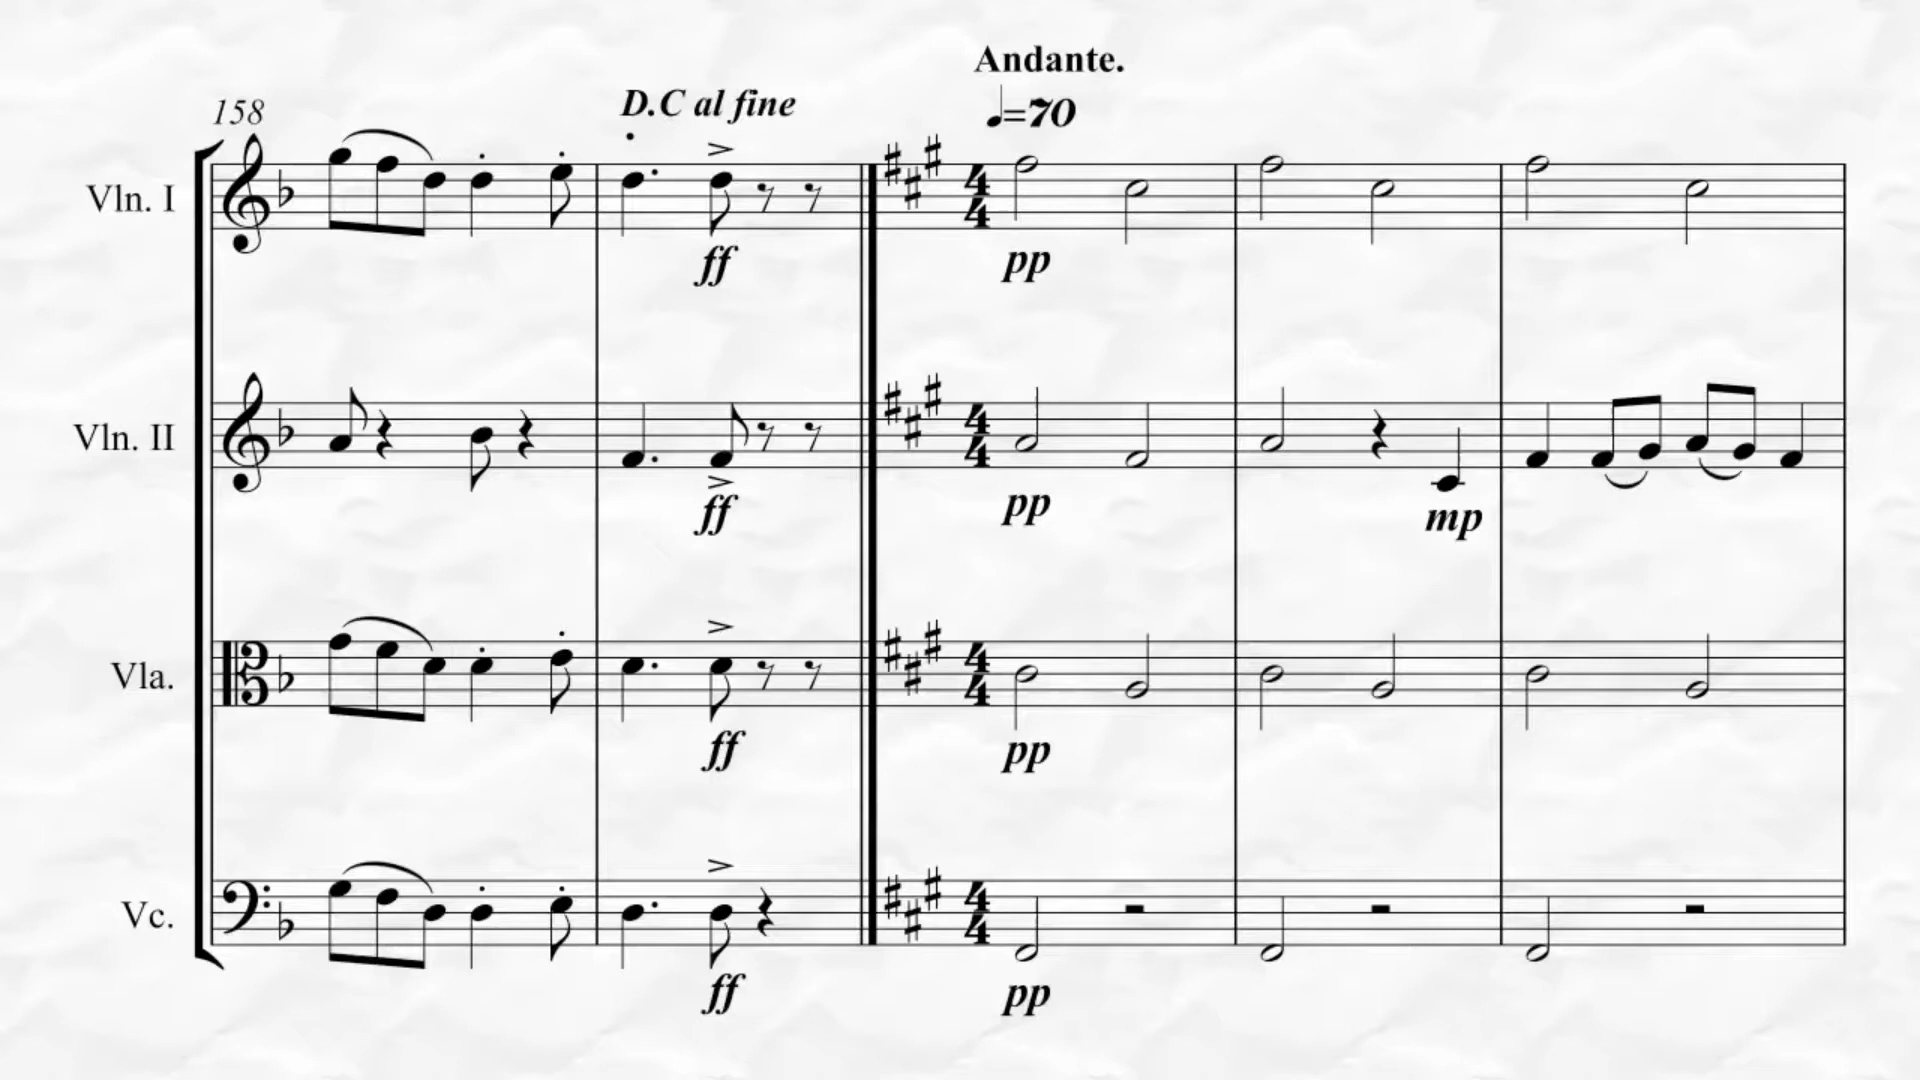 Andante.
♩=70
D.C al fine
158
Vln. I
ff
pp
Vln. II
ff
pp
mp
Vla.
ff
pp
Vc.
ff
pp